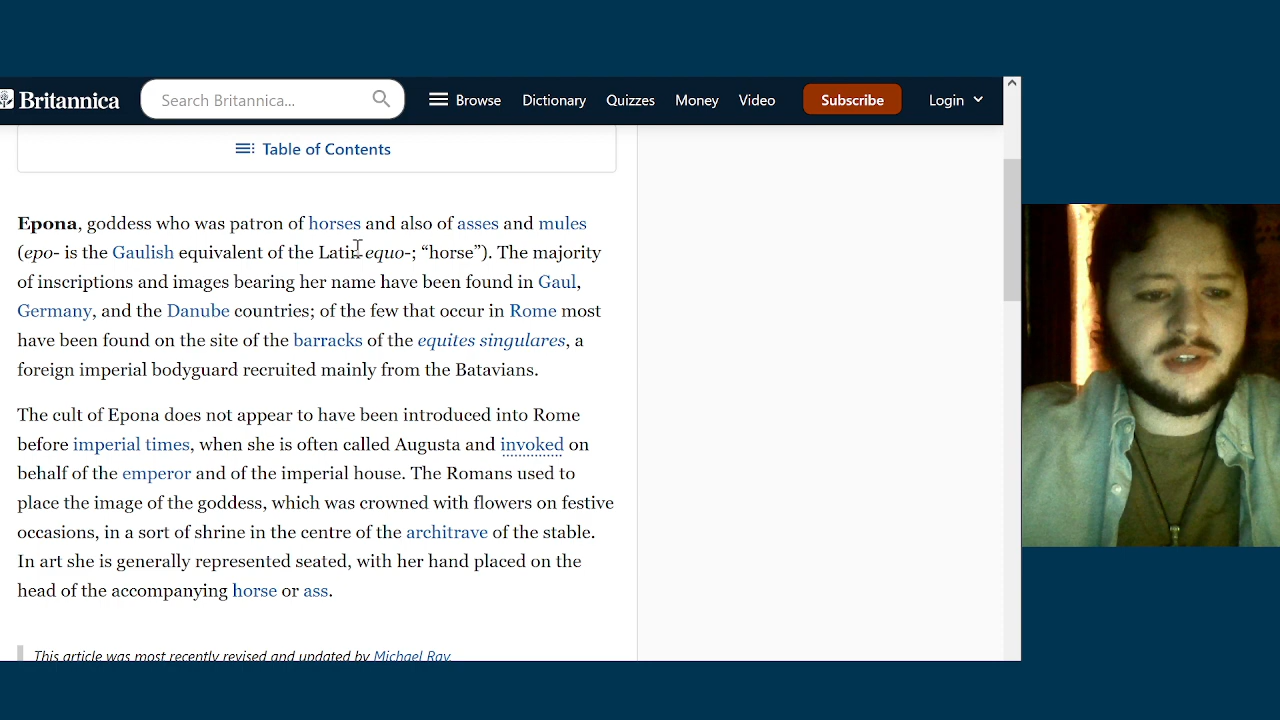 Britannica
Search Britannica...
Browse
Dictionary
Quizzes
Money
Video
Subscribe
Login
Table of Contents
Epona, goddess who was patron of horses and also of asses and mules
(epo- is the Gaulish equivalent of the Latin equo-; “horse”). The majority
of inscriptions and images bearing her name have been found in Gaul,
Germany, and the Danube countries; of the few that occur in Rome most
have been found on the site of the barracks of the equites singulares, a
foreign imperial bodyguard recruited mainly from the Batavians.
The cult of Epona does not appear to have been introduced into Rome
before imperial times, when she is often called Augusta and invoked on
behalf of the emperor and of the imperial house. The Romans used to
place the image of the goddess, which was crowned with flowers on festive
occasions, in a sort of shrine in the centre of the architrave of the stable.
In art she is generally represented seated, with her hand placed on the
head of the accompanying horse or ass.
This article was most recently revised and updated by Michael Ray.